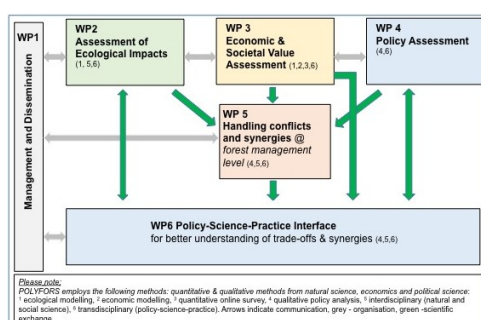 WP1
Management and Dissemination
WP2
Assessment of
Ecological Impacts
(1, 5,6)
WP 3
Economic &
Societal Value
Assessment (1,2,3,6)
WP 4
Policy Assessment
(4,6)
WP 5
Handling conflicts
and synergies @
forest management
level (4,5,6)
WP6 Policy-Science-Practice Interface
for better understanding of trade-offs & synergies (4,5,6)
Please note:
POLYFORS employs the following methods: quantitative & qualitative methods from natural science, economics and political science:
¹ ecological modelling, ² economic modelling, ³ quantitative online survey, ⁴ qualitative policy analysis, ⁵ interdisciplinary (natural and
social science), ⁶ transdisciplinary (policy-science-practice). Arrows indicate communication, grey - organisation, green -scientific
exchange